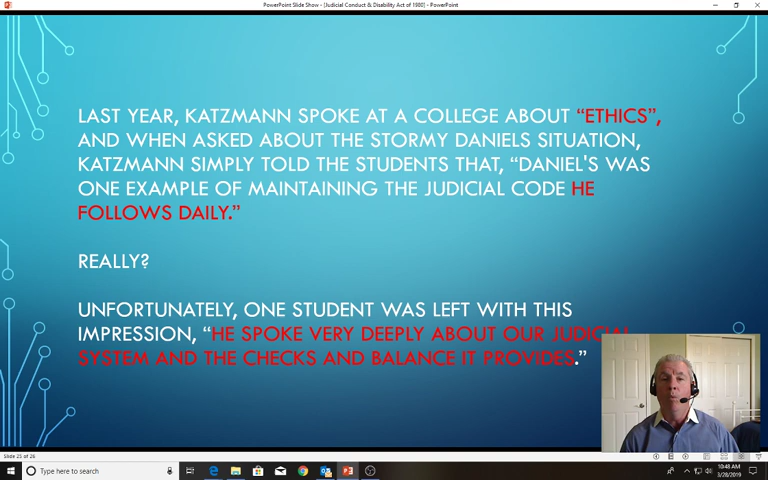 PowerPoint Slide Show - [Judicial Conduct & Disability Act of 1980] - PowerPoint
LAST YEAR, KATZMANN SPOKE AT A COLLEGE ABOUT “ETHICS”,
AND WHEN ASKED ABOUT THE STORMY DANIELS SITUATION,
KATZMANN SIMPLY TOLD THE STUDENTS THAT, “DANIEL'S WAS
ONE EXAMPLE OF MAINTAINING THE JUDICIAL CODE HE
FOLLOWS DAILY.”
REALLY?
UNFORTUNATELY, ONE STUDENT WAS LEFT WITH THIS
IMPRESSION, “HE SPOKE VERY DEEPLY ABOUT OUR JUDICIAL
SYSTEM AND THE CHECKS AND BALANCE IT PROVIDES.”
Slide 25 of 26
Type here to search
10:48 AM
3/28/2019